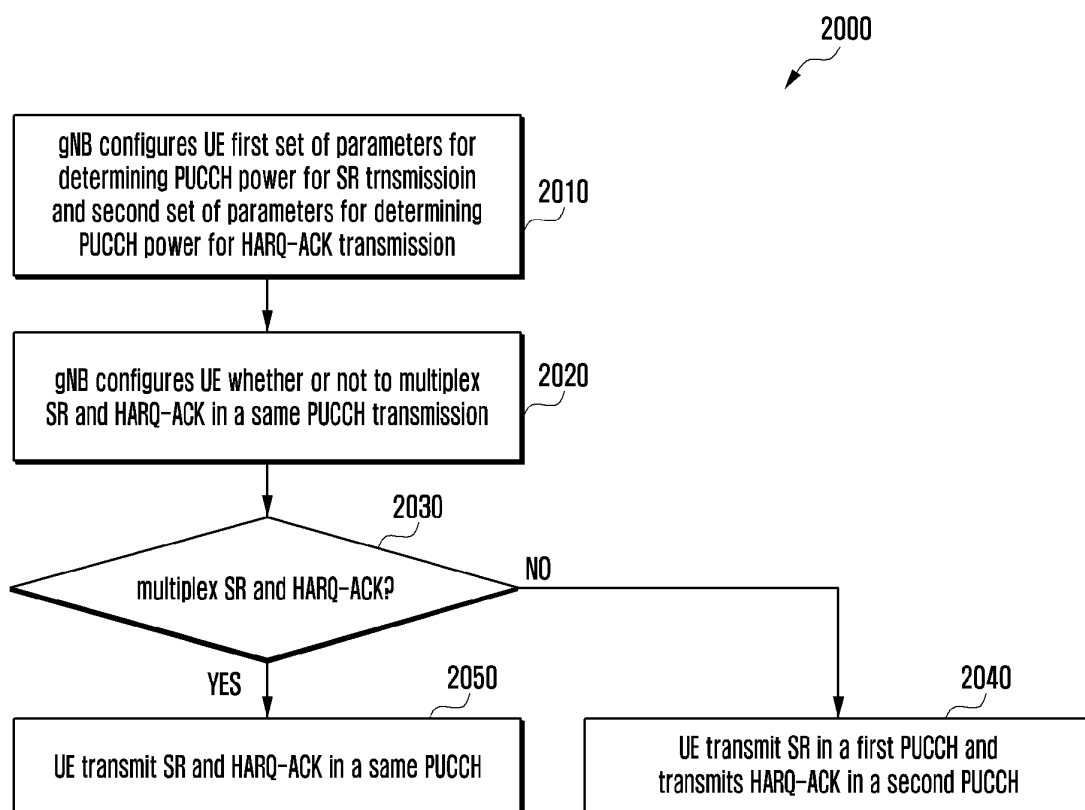 2000
gNB configures UE first set of parameters for
determining PUCCH power for SR trnsmissioin
and second set of parameters for determining
PUCCH power for HARQ-ACK transmission
2010
gNB configures UE whether or not to multiplex
SR and HARQ-ACK in a same PUCCH transmission
2020
2030
multiplex SR and HARQ-ACK?
NO
YES
2050
UE transmit SR and HARQ-ACK in a same PUCCH
2040
UE transmit SR in a first PUCCH and
transmits HARQ-ACK in a second PUCCH